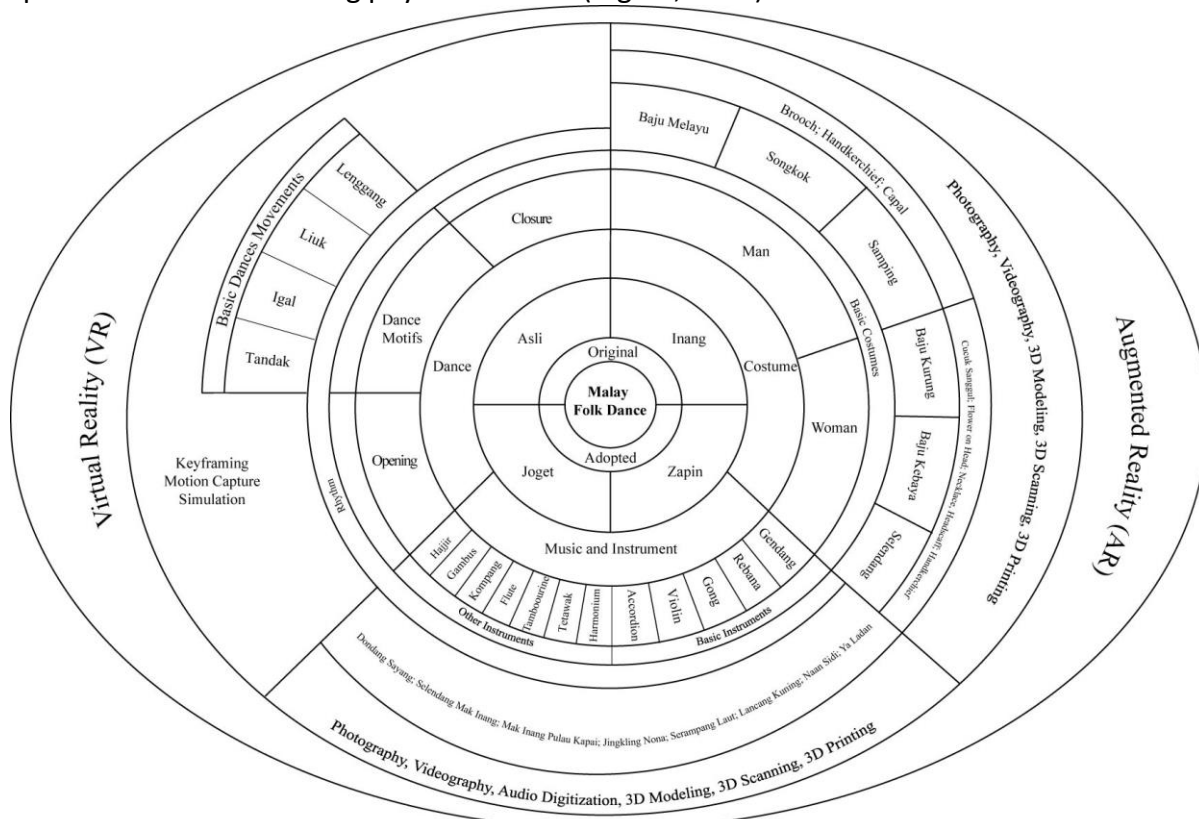 Brooch; Handkerchief; Capal
Baju Melayu
Songkok
Samping
Photography, Videography, 3D Modeling, 3D Scanning, 3D Printing
Augmented Reality (AR)
Virtual Reality (VR)
Basic Dances Movements
Lenggang
Liuk
Igal
Tandak
Closure
Man
Dance
Motifs
Asli
Inang
Original
Dance
Malay
Folk Dance
Costume
Basic Costumes
Baju Kurung
Cucuk Sanggul; Flower on Head; Necklace; Headscarf; Handkerchief
Woman
Baju Kebaya
Selendang
Opening
Joget
Adopted
Zapin
Keyframing
Motion Capture
Simulation
Rhythm
Music and Instrument
Hajjir
Gambus
Kompang
Flute
Tamboourine
Tetawak
Harmonium
Accordion
Violin
Gong
Rebana
Gendang
Other Instruments
Basic Instruments
Dondang Sayang; Selendang Mak Inang; Mak Inang Pulau Kapai; Jingkling Nona; Serampang Laut; Lancang Kuning; Naan Sidi; Ya Ladan
Photography, Videography, Audio Digitization, 3D Modeling, 3D Scanning, 3D Printing